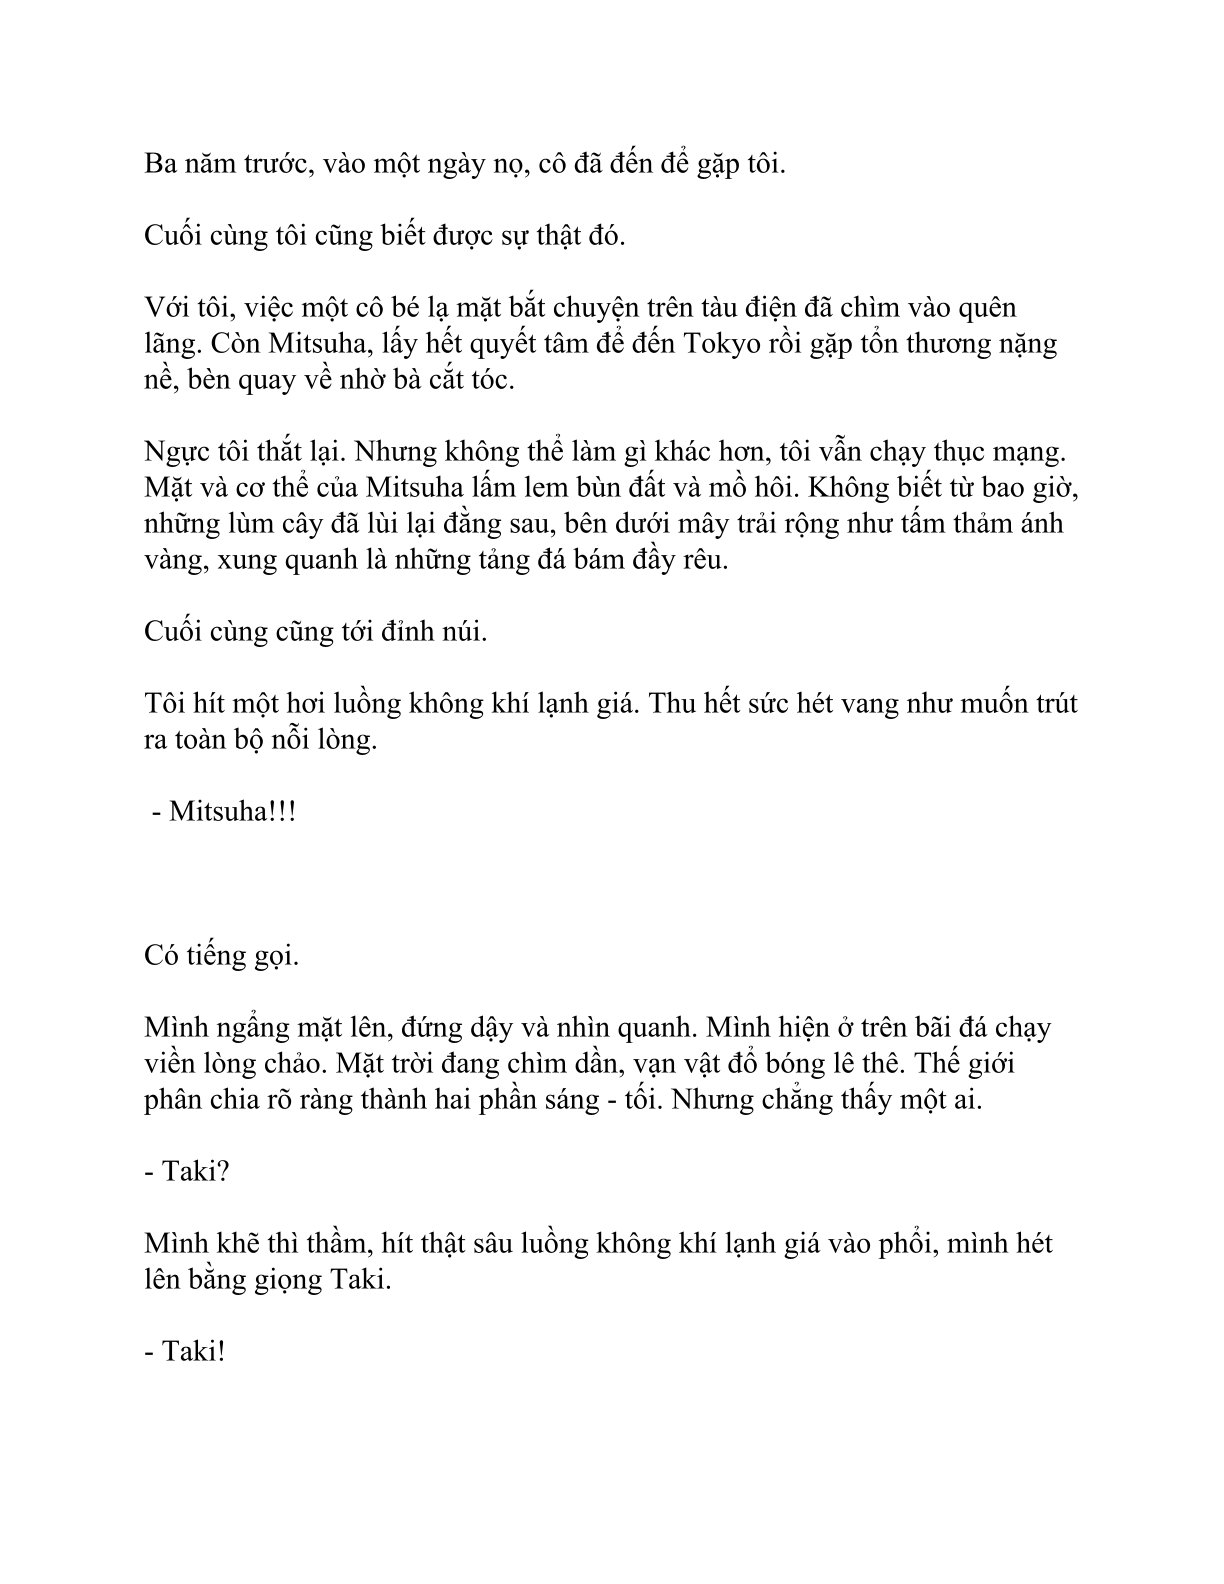 Ba năm trước, vào một ngày nọ, cô đã đến để gặp tôi.
Cuối cùng tôi cũng biết được sự thật đó.
Với tôi, việc một cô bé lạ mặt bắt chuyện trên tàu điện đã chìm vào quên
lãng. Còn Mitsuha, lấy hết quyết tâm để đến Tokyo rồi gặp tổn thương nặng
nề, bèn quay về nhờ bà cắt tóc.
Ngực tôi thắt lại. Nhưng không thể làm gì khác hơn, tôi vẫn chạy thục mạng.
Mặt và cơ thể của Mitsuha lấm lem bùn đất và mồ hôi. Không biết từ bao giờ,
những lùm cây đã lùi lại đằng sau, bên dưới mây trải rộng như tấm thảm ánh
vàng, xung quanh là những tảng đá bám đầy rêu.
Cuối cùng cũng tới đỉnh núi.
Tôi hít một hơi luồng không khí lạnh giá. Thu hết sức hét vang như muốn trút
ra toàn bộ nỗi lòng.
- Mitsuha!!!
Có tiếng gọi.
Mình ngẩng mặt lên, đứng dậy và nhìn quanh. Mình hiện ở trên bãi đá chạy
viền lòng chảo. Mặt trời đang chìm dần, vạn vật đổ bóng lê thê. Thế giới
phân chia rõ ràng thành hai phần sáng - tối. Nhưng chẳng thấy một ai.
- Taki?
Mình khẽ thì thầm, hít thật sâu luồng không khí lạnh giá vào phổi, mình hét
lên bằng giọng Taki.
- Taki!